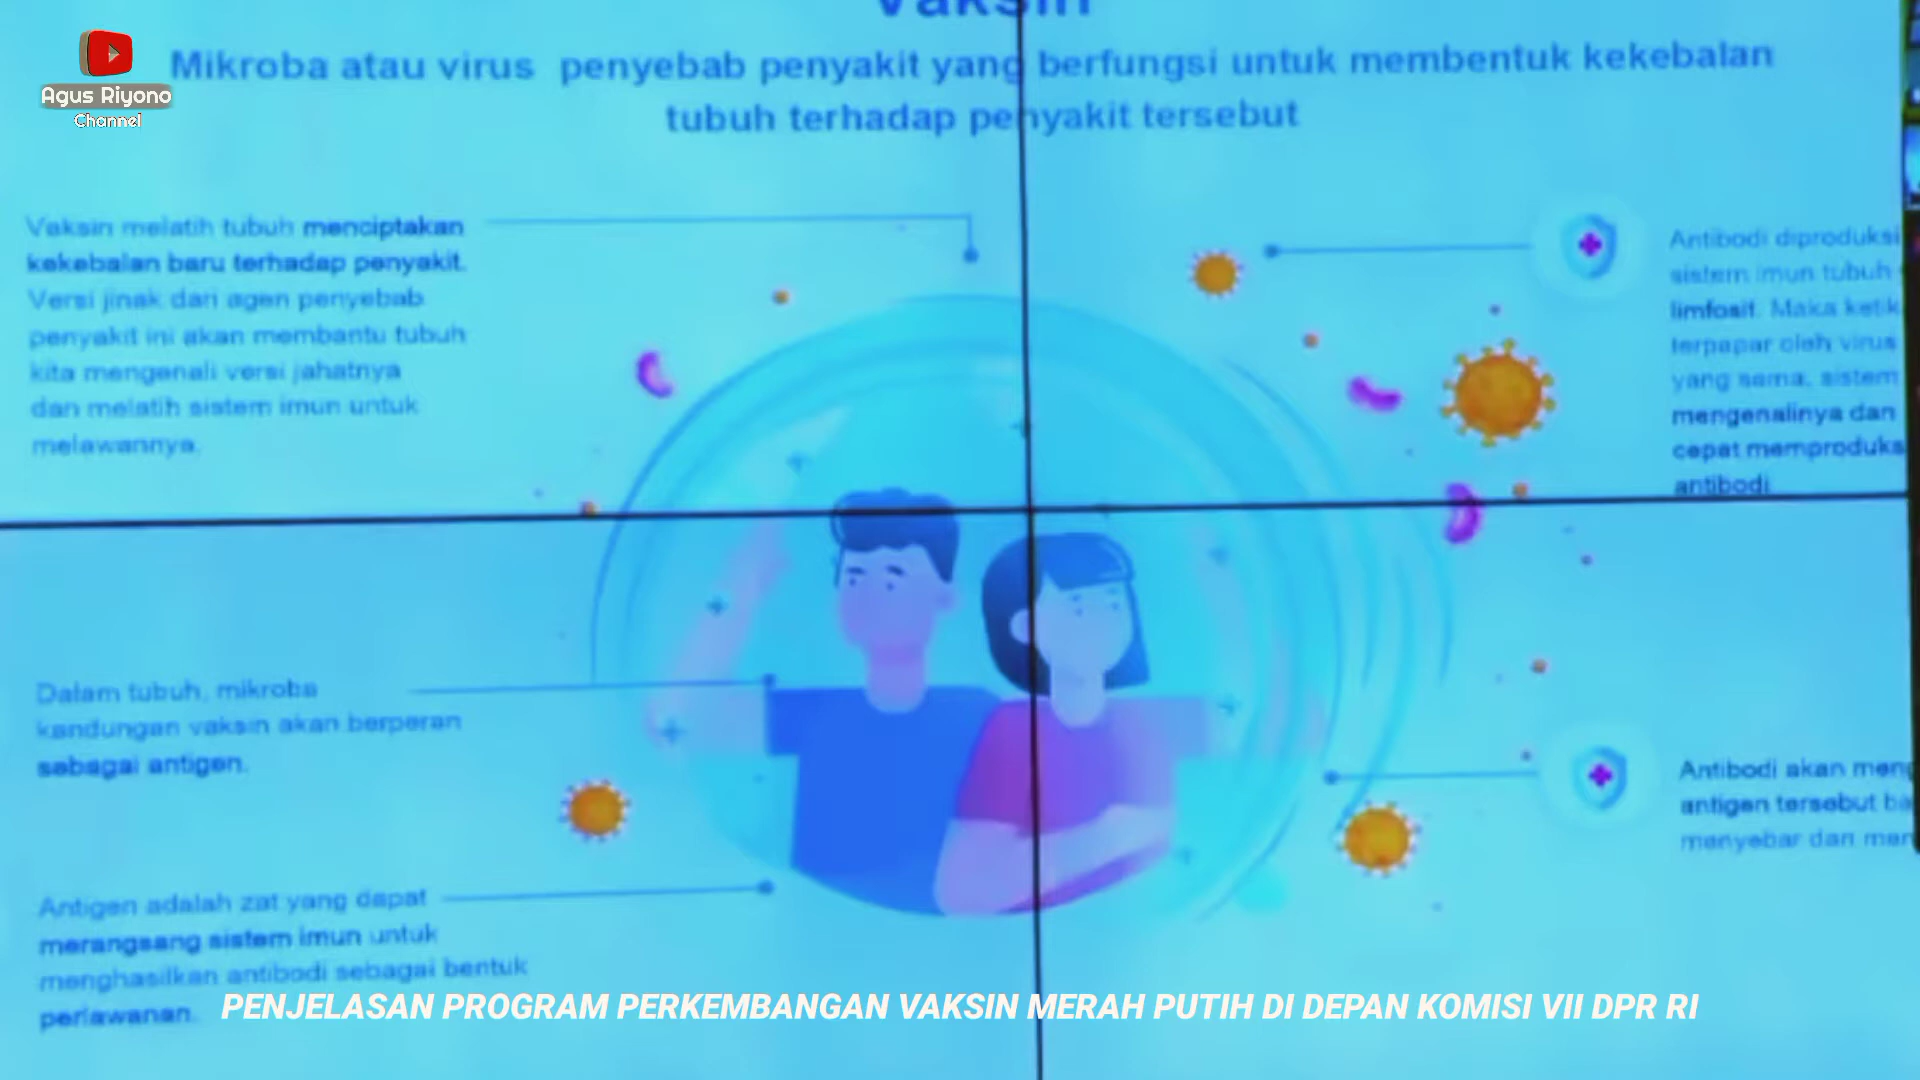 Vaksin
Mikroba atau virus penyebab penyakit yang berfungsi untuk membentuk kekebalan
tubuh terhadap penyakit tersebut
Agus Riyono
Channel
Vaksin melatih tubuh menciptakan
kekebalan baru terhadap penyakit.
Versi jinak dari agen penyebab
penyakit ini akan membantu tubuh
kita mengenali versi jahatnya
dan melatih sistem imun untuk
melawannya.
Antibodi diproduksi
sistem imun tubuh
limfosit. Maka ketik
terpapar oleh virus
yang sama, sistem
mengenalinya dan
cepat memproduks
antibodi
Dalam tubuh, mikroba
kandungan vaksin akan berperan
sebagai antigen.
Antibodi akan meng
antigen tersebut ba
menyebar dan men
Antigen adalah zat yang dapat
merangsang sistem imun untuk
menghasilkan antibodi sebagai bentuk
perlawanan.
PENJELASAN PROGRAM PERKEMBANGAN VAKSIN MERAH PUTIH DI DEPAN KOMISI VII DPR RI